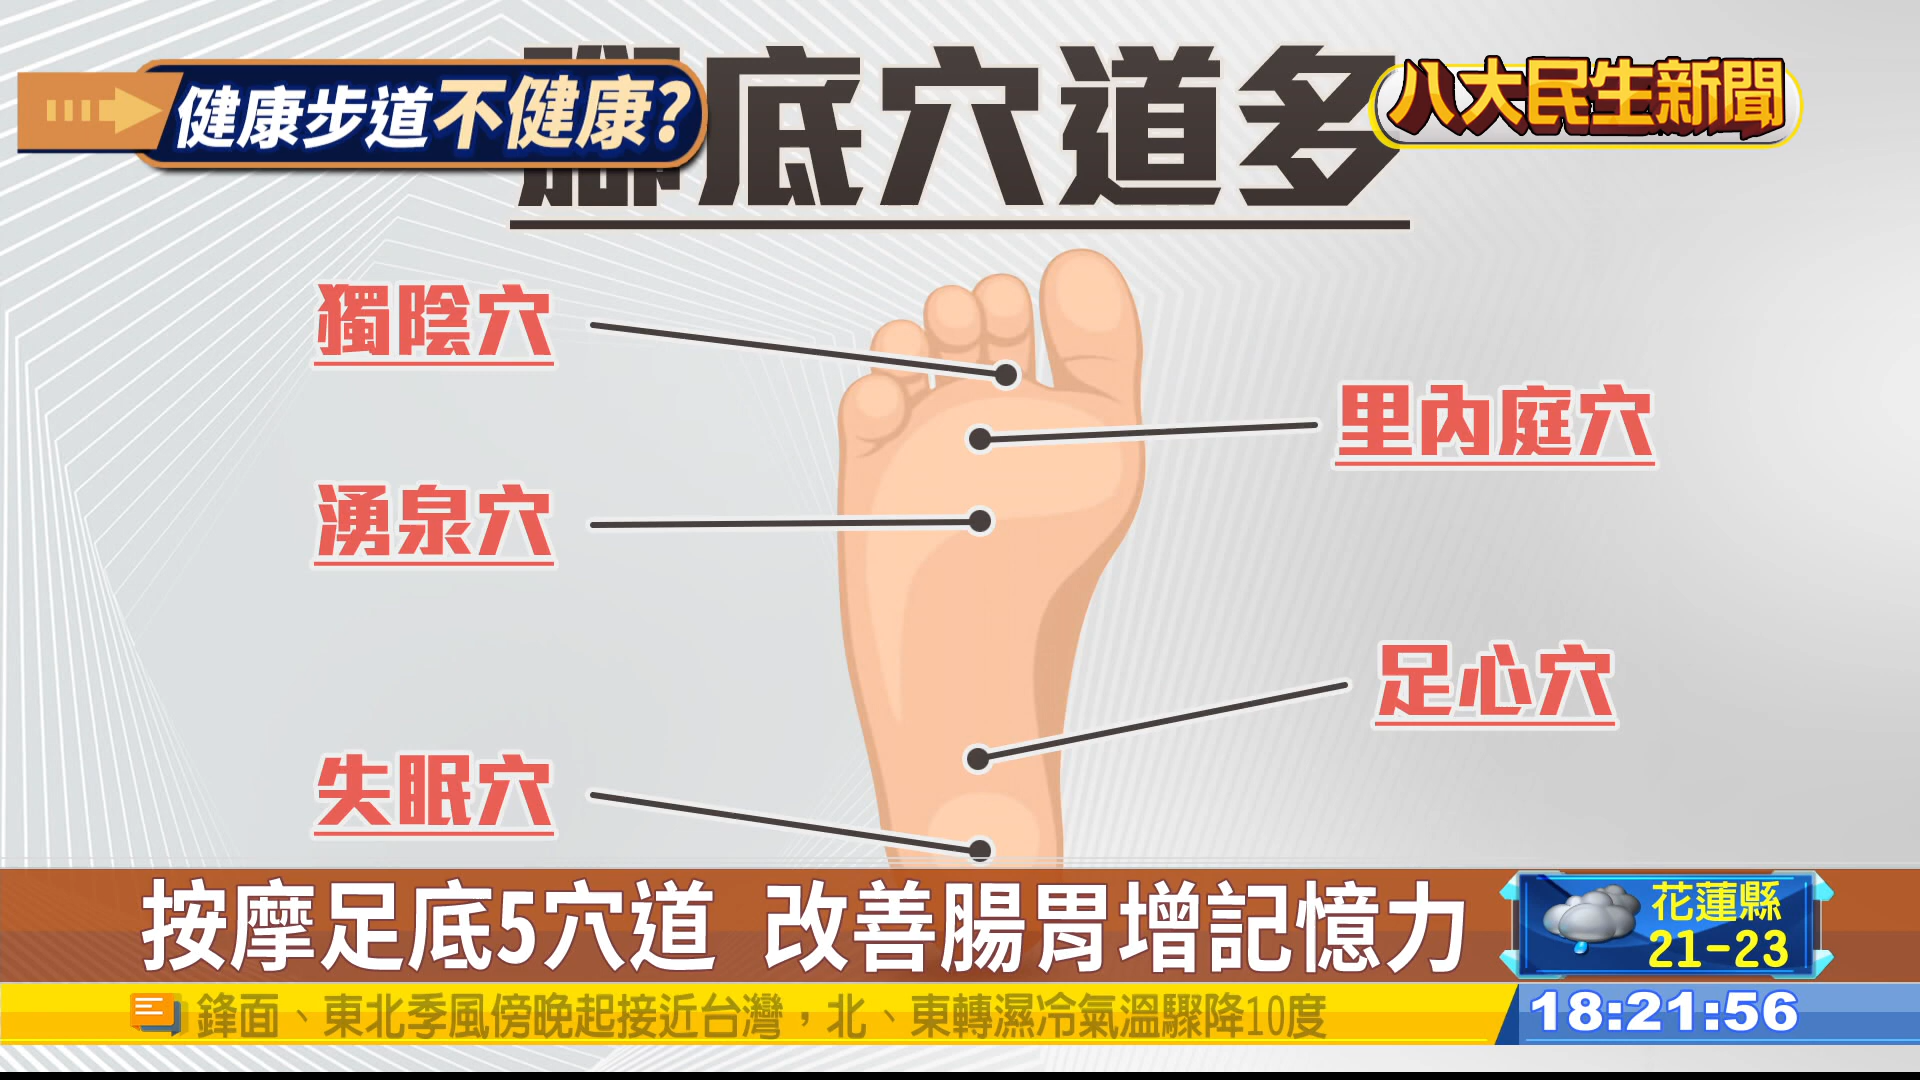 健康步道不健康?
八大民生新聞
腳底穴道多
獨陰穴
里內庭穴
湧泉穴
足心穴
失眠穴
按摩足底5穴道 改善腸胃增記憶力
花蓮縣
21-23
鋒面、東北季風傍晚起接近台灣，北、東轉濕冷氣溫驟降10度
18:21:56